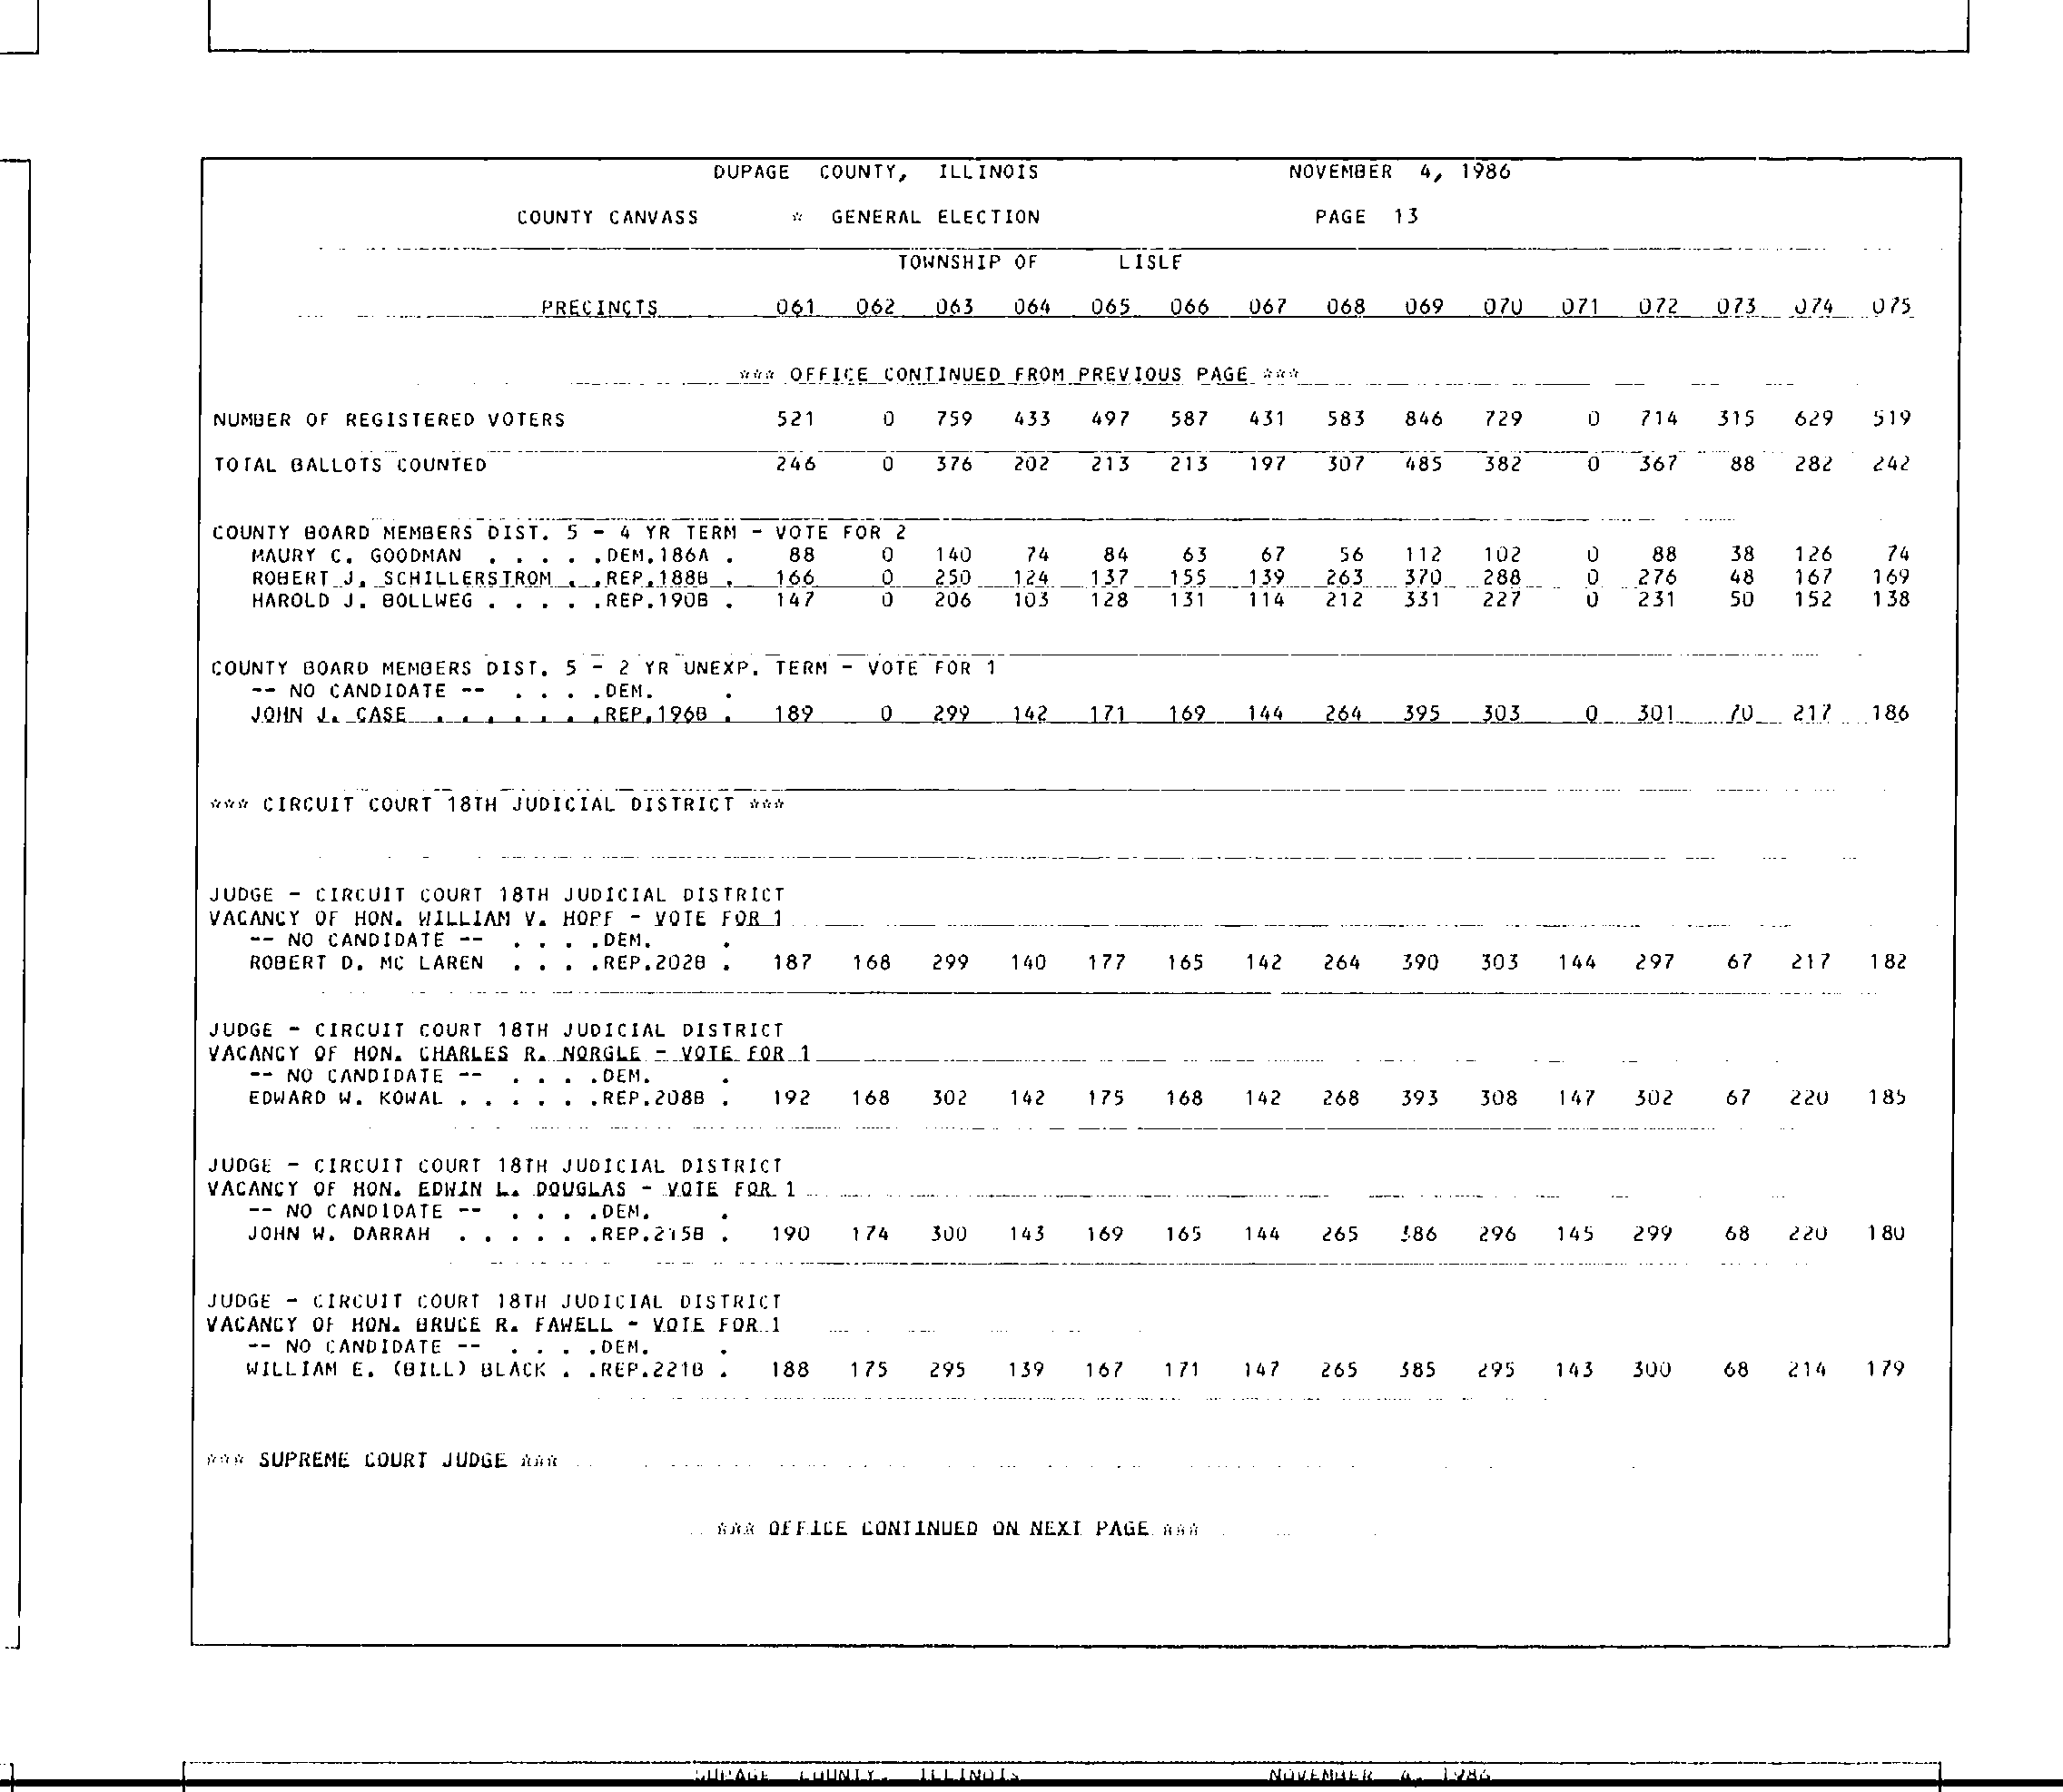 DUPAGE COUNTY, ILLINOIS NOVEMBER 4, 1986
COUNTY CANVASS * GENERAL ELECTION PAGE 13
TOWNSHIP OF LISLE
PRECINCTS 061 062 063 064 065 066 067 068 069 070 071 072 073 074 075
*** OFFICE CONTINUED FROM PREVIOUS PAGE ***
NUMBER OF REGISTERED VOTERS 521 0 759 433 497 587 431 583 846 729 0 714 315 629 519
TOTAL BALLOTS COUNTED 246 0 376 202 213 213 197 307 485 382 0 367 88 282 242
COUNTY BOARD MEMBERS DIST. 5 - 4 YR TERM - VOTE FOR 2
MAURY C. GOODMAN . . . . . .DEM.186A . 88 0 140 74 84 63 67 56 112 102 0 88 38 126 74
ROBERT J. SCHILLERSTROM . .REP.188B . 166 0 250 124 137 155 139 263 370 288 0 276 48 167 169
HAROLD J. BOLLWEG . . . . .REP.190B . 147 0 206 103 128 131 114 212 331 227 0 231 50 152 138
COUNTY BOARD MEMBERS DIST. 5 - 2 YR UNEXP. TERM - VOTE FOR 1
-- NO CANDIDATE -- . . . .DEM. .
JOHN J. CASE . . . . . . .REP.196B . 189 0 299 142 171 169 144 264 395 303 0 301 70 217 186
*** CIRCUIT COURT 18TH JUDICIAL DISTRICT ***
JUDGE - CIRCUIT COURT 18TH JUDICIAL DISTRICT
VACANCY OF HON. WILLIAM V. HOPF - VOTE FOR 1
-- NO CANDIDATE -- . . . .DEM. .
ROBERT D. MC LAREN . . . .REP.202B . 187 168 299 140 177 165 142 264 390 303 144 297 67 217 182
JUDGE - CIRCUIT COURT 18TH JUDICIAL DISTRICT
VACANCY OF HON. CHARLES R. NORGLE - VOTE FOR 1
-- NO CANDIDATE -- . . . .DEM. .
EDWARD W. KOWAL . . . . . .REP.208B . 192 168 302 142 175 168 142 268 393 308 147 302 67 220 185
JUDGE - CIRCUIT COURT 18TH JUDICIAL DISTRICT
VACANCY OF HON. EDWIN L. DOUGLAS - VOTE FOR 1
-- NO CANDIDATE -- . . . .DEM. .
JOHN W. DARRAH . . . . . .REP.215B . 190 174 300 143 169 165 144 265 386 296 145 299 68 220 180
JUDGE - CIRCUIT COURT 18TH JUDICIAL DISTRICT
VACANCY OF HON. BRUCE R. FAWELL - VOTE FOR 1
-- NO CANDIDATE -- . . . .DEM. .
WILLIAM E. (BILL) BLACK . .REP.221B . 188 175 295 139 167 171 147 265 385 295 143 300 68 214 179
*** SUPREME COURT JUDGE ***
*** OFFICE CONTINUED ON NEXT PAGE ***
DUPAGE COUNTY, ILLINOIS NOVEMBER 4, 1986